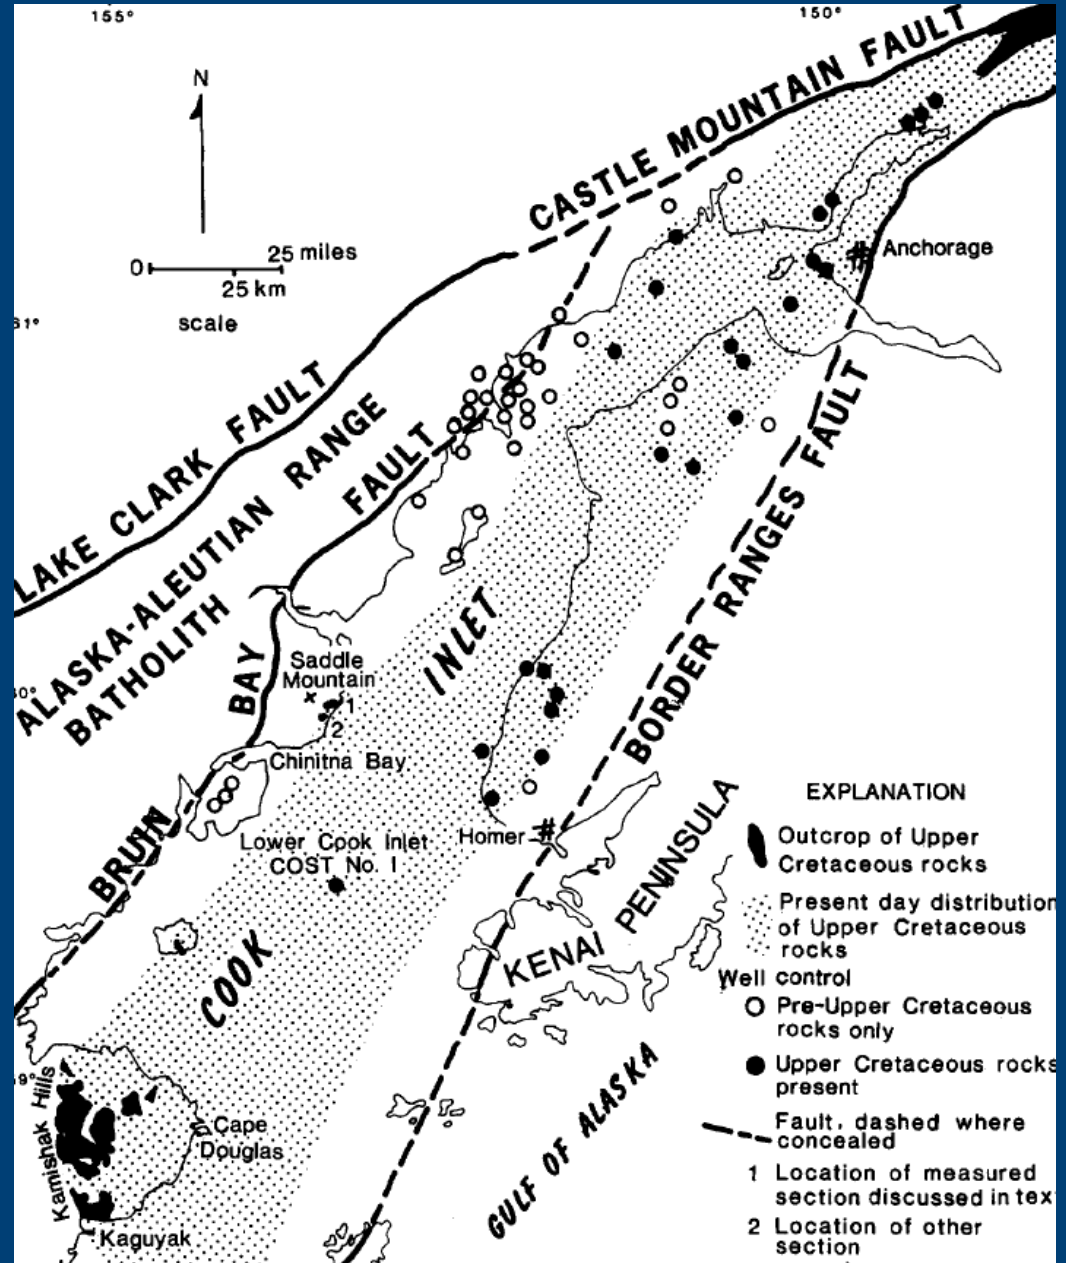 155°
150°
N
CASTLE MOUNTAIN FAULT
Anchorage
0
25 miles
25 km
scale
LAKE CLARK FAULT
ALASKA-ALEUTIAN RANGE
BATHOLITH
BRUIN BAY FAULT
BORDER RANGES FAULT
COOK INLET
Saddle
Mountain
x
1
2
Chinitna Bay
Lower Cook Inlet
COST No. I
Homer
KENAI PENINSULA
GULF OF ALASKA
Kamishak Hills
Cape
Douglas
Kaguyak
EXPLANATION
Outcrop of Upper
Cretaceous rocks
Present day distribution
of Upper Cretaceous
rocks
Well control
Pre-Upper Cretaceous
rocks only
Upper Cretaceous rocks
present
Fault, dashed where
concealed
1 Location of measured
section discussed in tex
2 Location of other
section